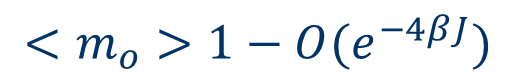 < m_o > 1 − O(e^{−4βJ})